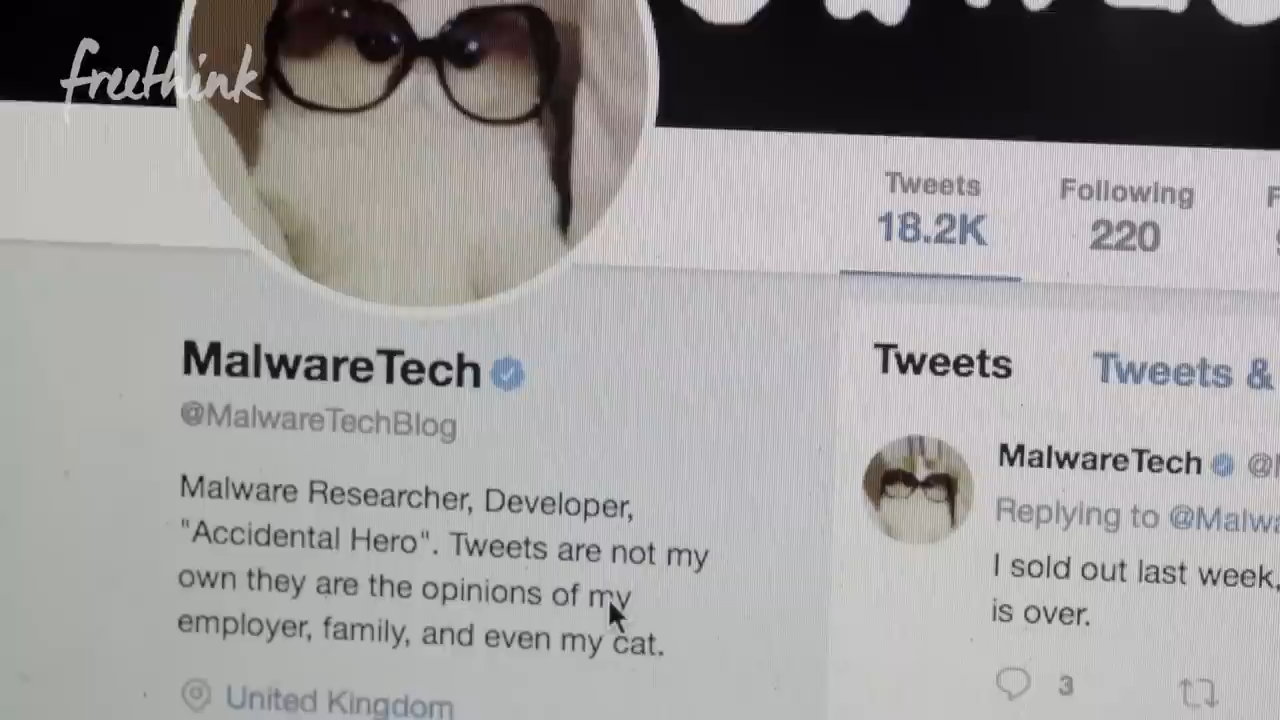 freethink
Tweets
18.2K
Following
220
MalwareTech
@MalwareTechBlog
Malware Researcher, Developer,
"Accidental Hero". Tweets are not my
own they are the opinions of my
employer, family, and even my cat.
United Kingdom
Tweets
Tweets &
MalwareTech
Replying to @Malwa
I sold out last week,
is over.
3